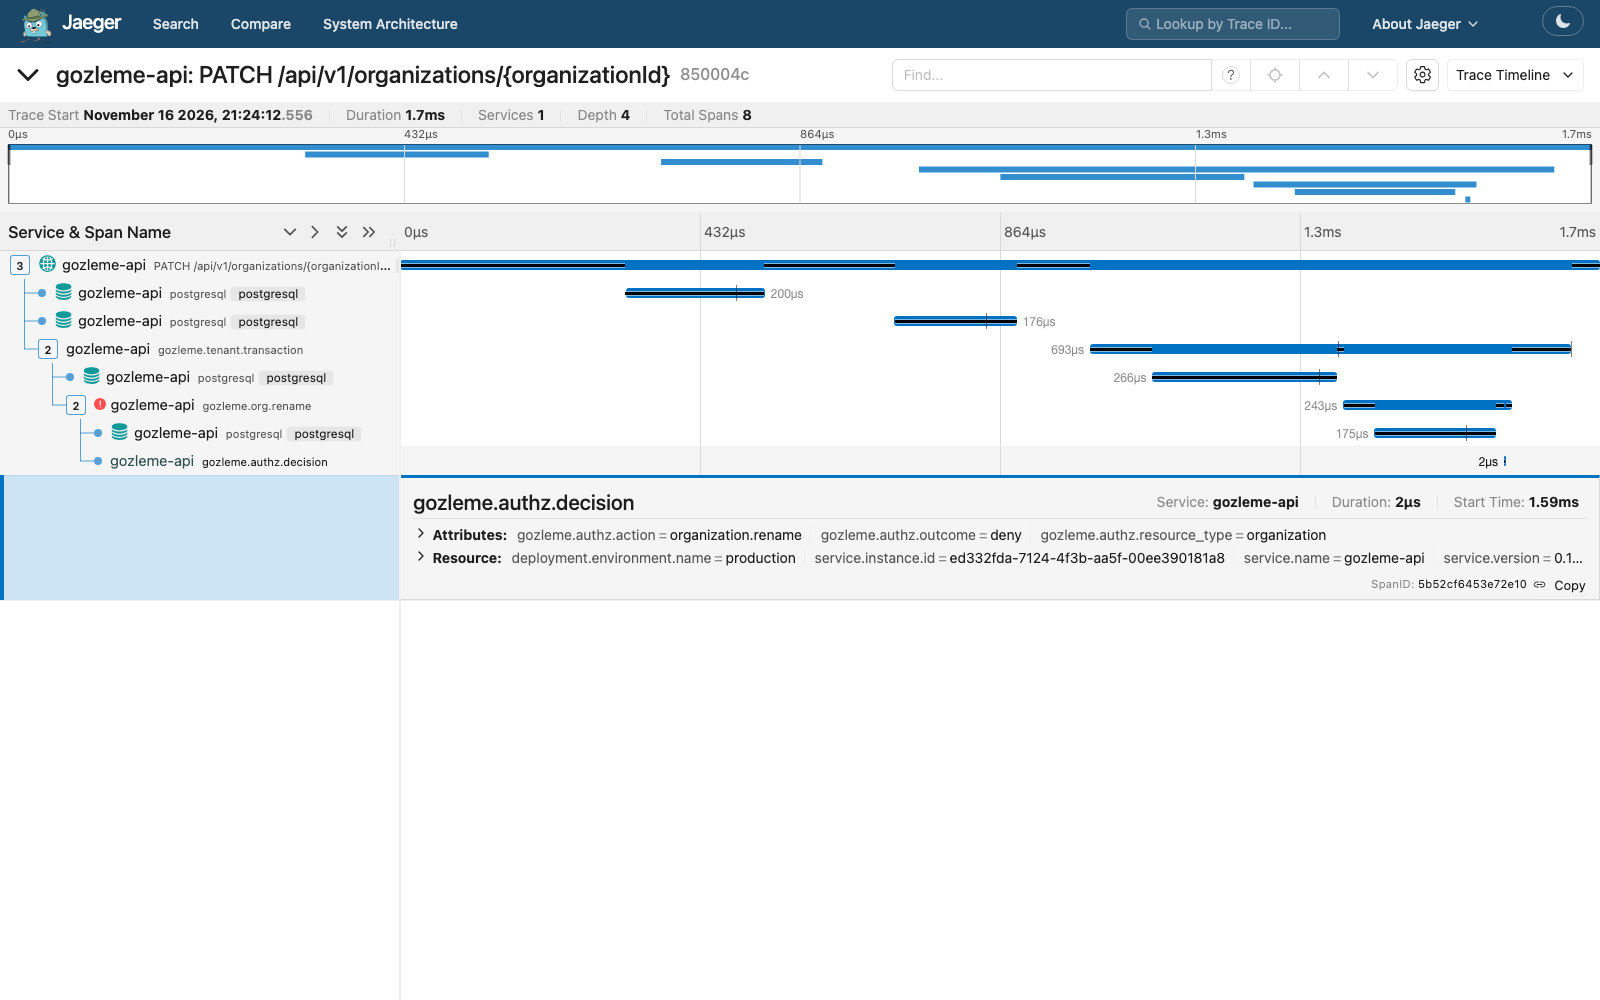 Jaeger Search Compare System Architecture Lookup by Trace ID... About Jaeger
gozleme-api: PATCH /api/v1/organizations/{organizationId} 850004c Find... ? Trace Timeline
Trace Start November 16 2026, 21:24:12.556 Duration 1.7ms Services 1 Depth 4 Total Spans 8
0μs 432μs 864μs 1.3ms 1.7ms
Service & Span Name 0μs 432μs 864μs 1.3ms 1.7ms
3 gozleme-api PATCH /api/v1/organizations/{organizationI...
gozleme-api postgresql postgresql 200μs
gozleme-api postgresql postgresql 176μs
2 gozleme-api gozleme.tenant.transaction 693μs
gozleme-api postgresql postgresql 266μs
2 gozleme-api gozleme.org.rename 243μs
gozleme-api postgresql postgresql 175μs
gozleme-api gozleme.authz.decision 2μs
gozleme.authz.decision Service: gozleme-api Duration: 2μs Start Time: 1.59ms
Attributes: gozleme.authz.action = organization.rename gozleme.authz.outcome = deny gozleme.authz.resource_type = organization
Resource: deployment.environment.name = production service.instance.id = ed332fda-7124-4f3b-aa5f-00ee390181a8 service.name = gozleme-api service.version = 0.1...
SpanID: 5b52cf6453e72e10 Copy